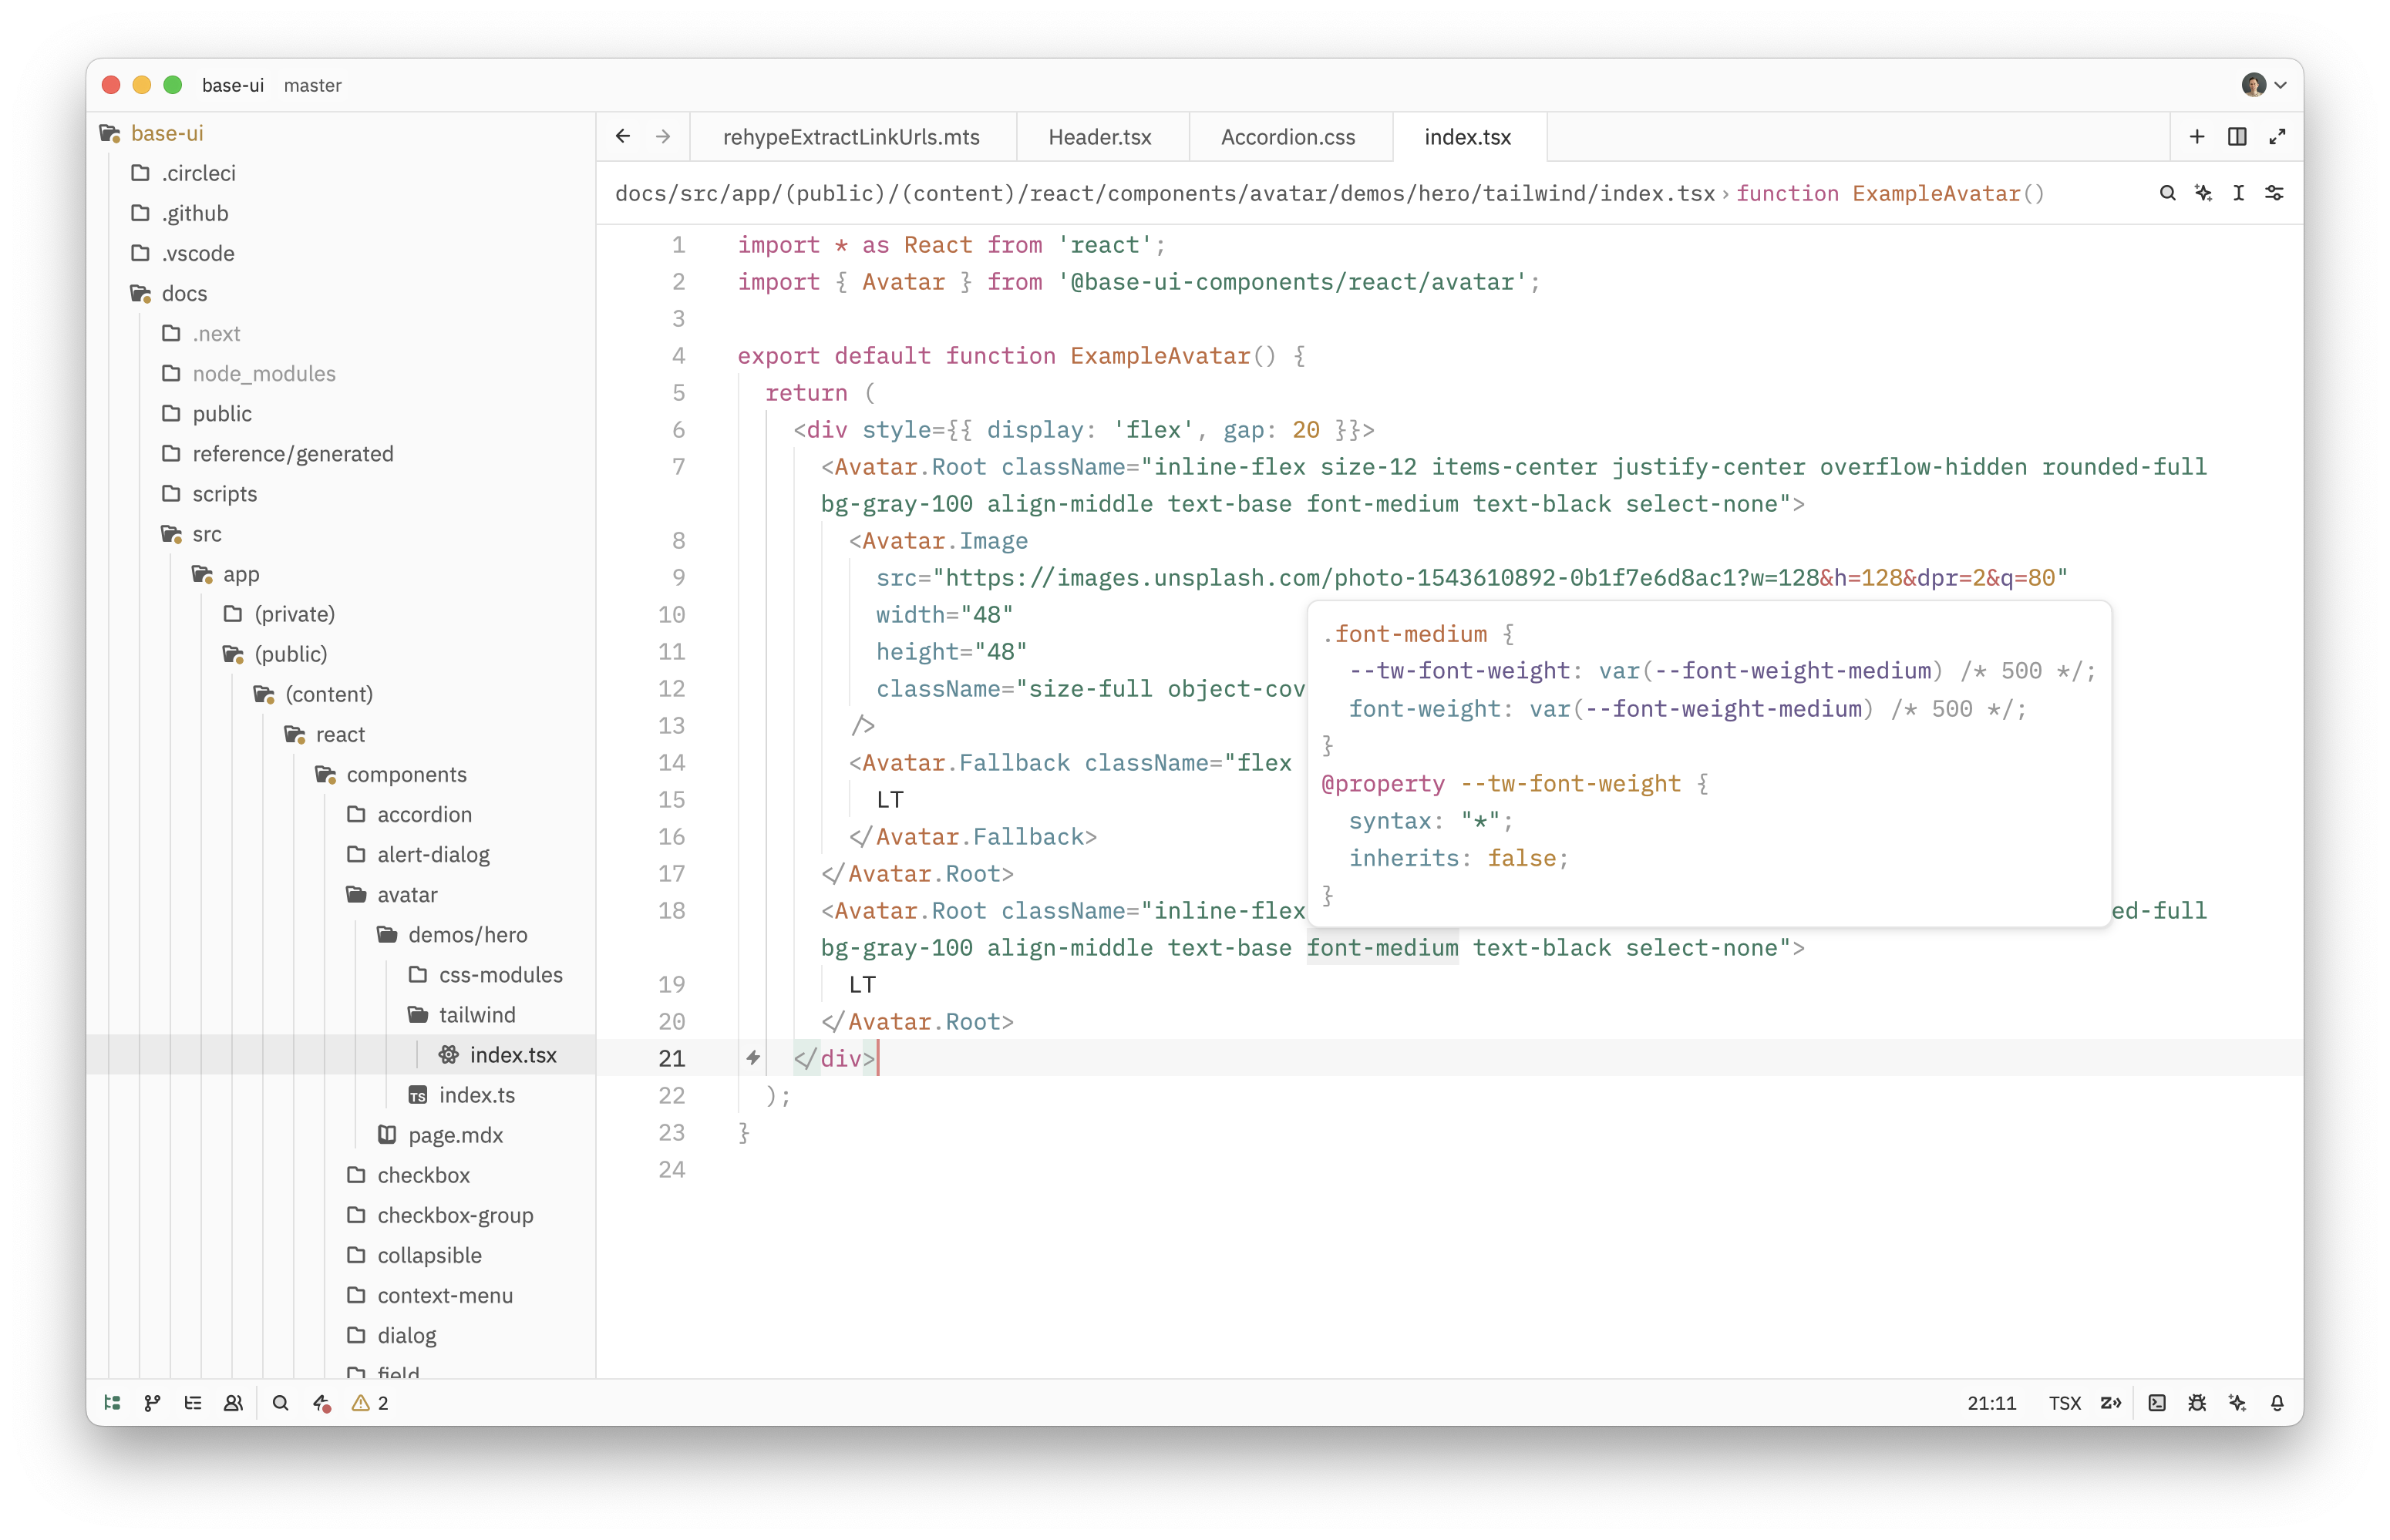 base-ui master
base-ui
.circleci
.github
.vscode
docs
.next
node_modules
public
reference/generated
scripts
src
app
(private)
(public)
(content)
react
components
accordion
alert-dialog
avatar
demos/hero
css-modules
tailwind
index.tsx
TS index.ts
page.mdx
checkbox
checkbox-group
collapsible
context-menu
dialog
field
rehypeExtractLinkUrls.mts Header.tsx Accordion.css index.tsx
docs/src/app/(public)/(content)/react/components/avatar/demos/hero/tailwind/index.tsx › function ExampleAvatar()
1 import * as React from 'react';
2 import { Avatar } from '@base-ui-components/react/avatar';
3
4 export default function ExampleAvatar() {
5 return (
6 <div style={{ display: 'flex', gap: 20 }}>
7 <Avatar.Root className="inline-flex size-12 items-center justify-center overflow-hidden rounded-full
bg-gray-100 align-middle text-base font-medium text-black select-none">
8 <Avatar.Image
9 src="https://images.unsplash.com/photo-1543610892-0b1f7e6d8ac1?w=128&h=128&dpr=2&q=80"
10 width="48"
11 height="48"
12 className="size-full object-cov
13 />
14 <Avatar.Fallback className="flex
15 LT
16 </Avatar.Fallback>
17 </Avatar.Root>
18 <Avatar.Root className="inline-flex ed-full
bg-gray-100 align-middle text-base font-medium text-black select-none">
19 LT
20 </Avatar.Root>
21 </div>
22 );
23 }
24
.font-medium {
--tw-font-weight: var(--font-weight-medium) /* 500 */;
font-weight: var(--font-weight-medium) /* 500 */;
}
@property --tw-font-weight {
syntax: "*";
inherits: false;
}
2
21:11 TSX